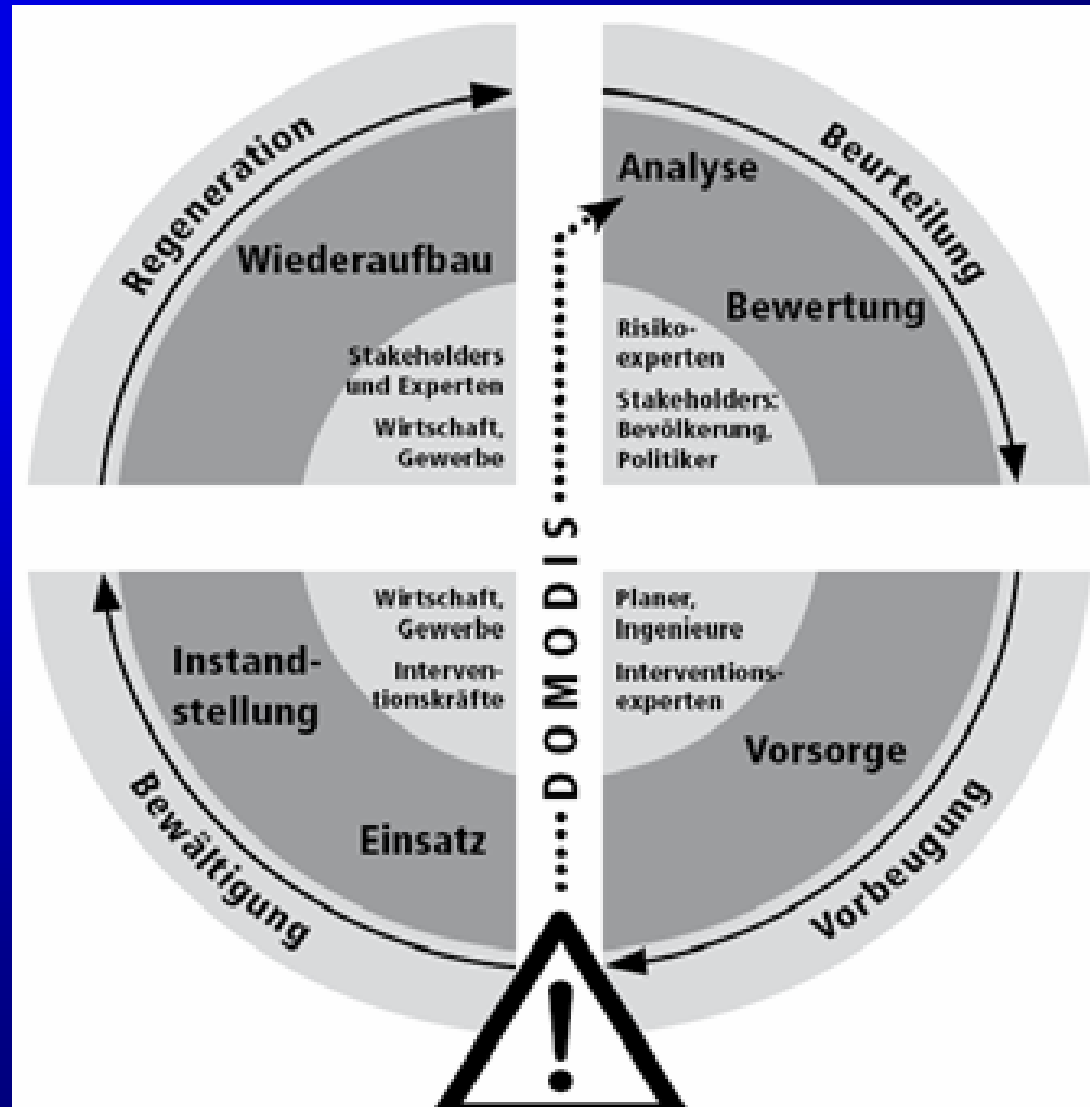 Regeneration
Wiederaufbau
Stakeholders
und Experten
Wirtschaft,
Gewerbe
Beurteilung
Analyse
Bewertung
Risiko-
experten
Stakeholders:
Bevölkerung,
Politiker
DOMODIS
Bewältigung
Instand-
stellung
Einsatz
Wirtschaft,
Gewerbe
Interven-
tionskräfte
Planer,
Ingenieure
Interventions-
experten
Vorsorge
Vorbeugung
!